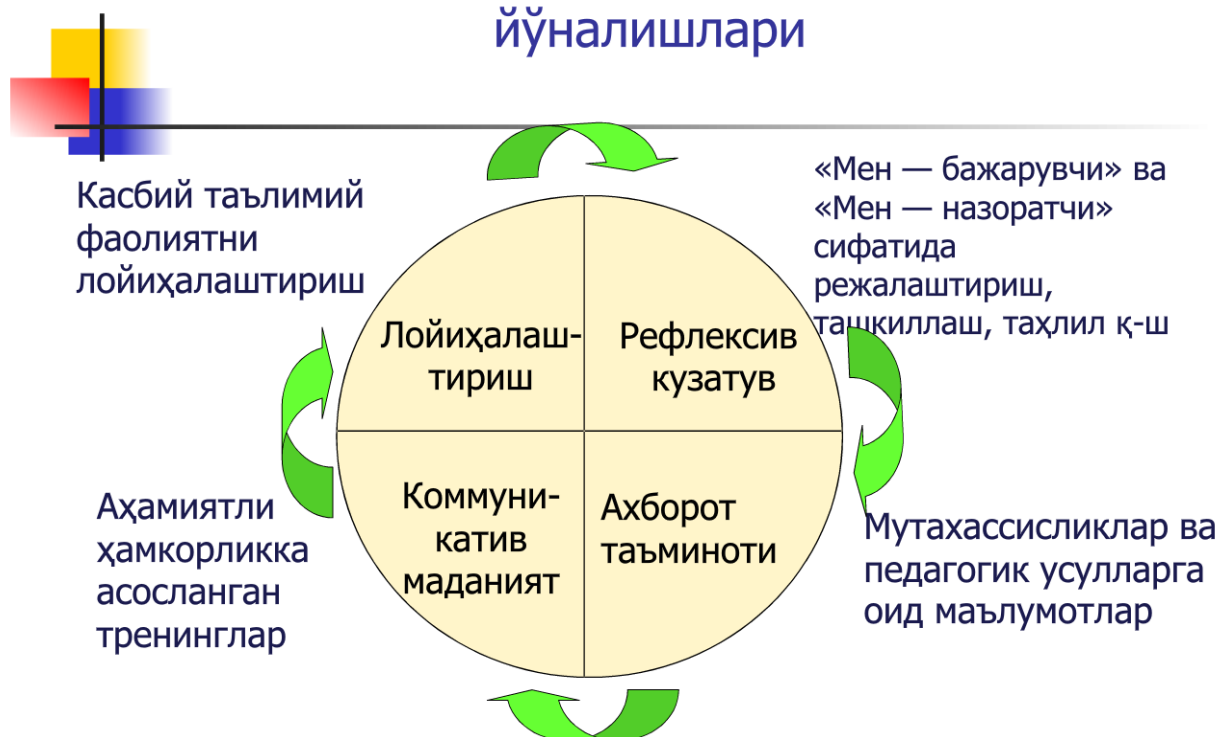 йўналишлари
Касбий таълимий
фаолиятни
лойиҳалаштириш
«Мен — бажарувчи» ва
«Мен — назоратчи»
сифатида
режалаштириш,
ташкиллаш, таҳлил қ-ш
Лойиҳалаш-
тириш
Рефлексив
кузатув
Коммуни-
катив
маданият
Ахборот
таъминоти
Аҳамиятли
ҳамкорликка
асосланган
тренинглар
Мутахассисликлар ва
педагогик усулларга
оид маълумотлар